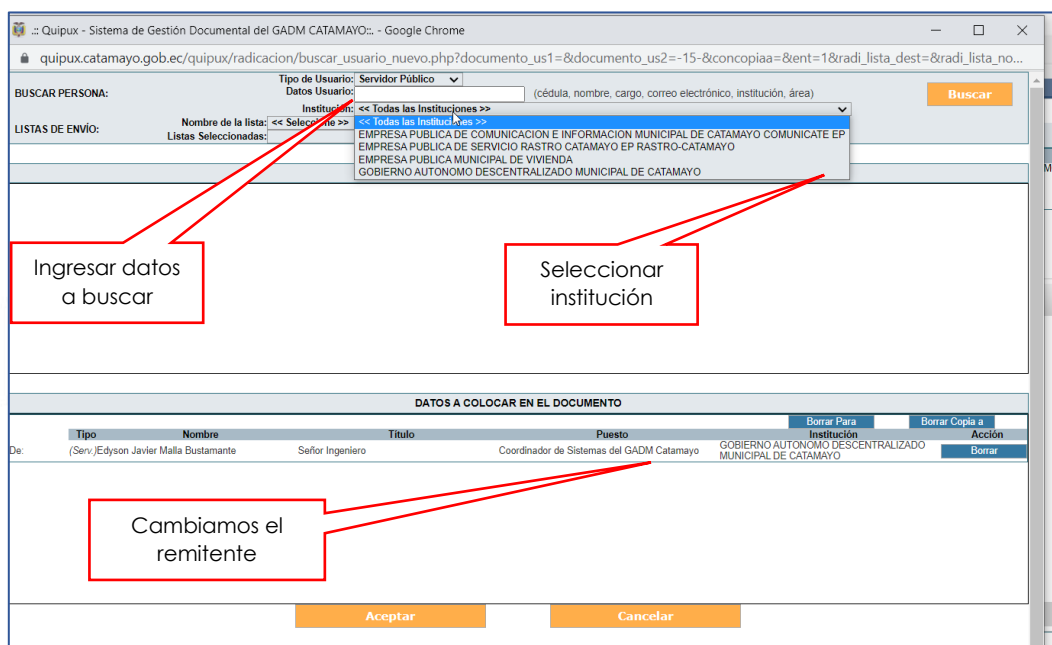 .:: Quipux - Sistema de Gestión Documental del GADM CATAMAYO::. - Google Chrome
quipux.catamayo.gob.ec/quipux/radicacion/buscar_usuario_nuevo.php?documento_us1=&documento_us2=-15-&concopiaa=&ent=1&radi_lista_dest=&radi_lista_no...
BUSCAR PERSONA:
Tipo de Usuario: Servidor Público
Datos Usuario: (cédula, nombre, cargo, correo electrónico, institución, área)
Buscar
Institución: << Todas las Instituciones >>
LISTAS DE ENVÍO:
Nombre de la lista: << Seleccione >>
Listas Seleccionadas:
<< Todas las Instituciones >>
EMPRESA PUBLICA DE COMUNICACION E INFORMACION MUNICIPAL DE CATAMAYO COMUNICATE EP
EMPRESA PUBLICA DE SERVICIO RASTRO CATAMAYO EP RASTRO-CATAMAYO
EMPRESA PUBLICA MUNICIPAL DE VIVIENDA
GOBIERNO AUTONOMO DESCENTRALIZADO MUNICIPAL DE CATAMAYO
M
Ingresar datos
a buscar
Seleccionar
institución
DATOS A COLOCAR EN EL DOCUMENTO
Borrar Para Borrar Copia a
Tipo Nombre Título Puesto Institución Acción
De: (Serv.)Edyson Javier Malla Bustamante Señor Ingeniero Coordinador de Sistemas del GADM Catamayo GOBIERNO AUTONOMO DESCENTRALIZADO Borrar
MUNICIPAL DE CATAMAYO
Cambiamos el
remitente
Aceptar Cancelar